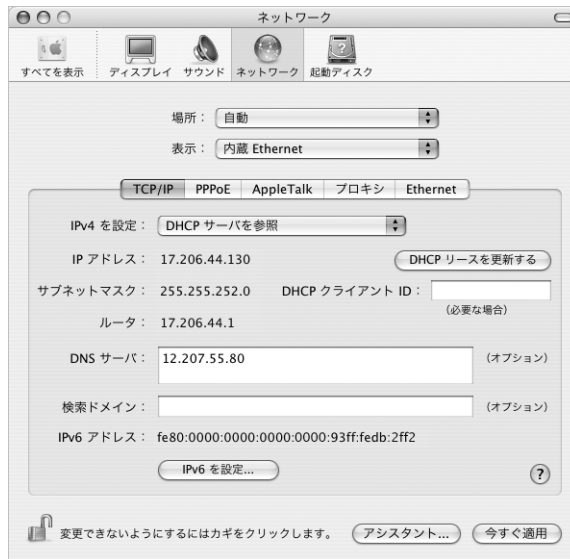 ネットワーク
すべてを表示 ディスプレイ サウンド ネットワーク 起動ディスク
場所： 自動
表示： 内蔵 Ethernet
TCP/IP PPPoE AppleTalk プロキシ Ethernet
IPv4 を設定： DHCP サーバを参照
IP アドレス： 17.206.44.130 DHCP リースを更新する
サブネットマスク： 255.255.252.0 DHCP クライアント ID：
(必要な場合)
ルータ： 17.206.44.1
DNS サーバ： 12.207.55.80 (オプション)
検索ドメイン： (オプション)
IPv6 アドレス： fe80:0000:0000:0000:0000:93ff:fedb:2ff2
IPv6 を設定... ?
変更できないようにするにはカギをクリックします。 アシスタント... 今すぐ適用